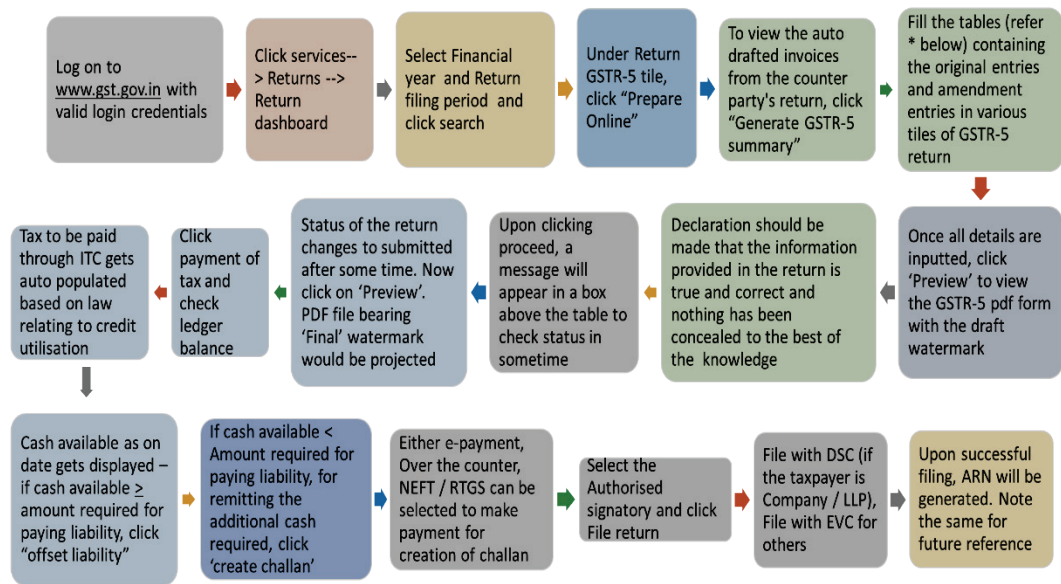 Log on to
www.gst.gov.in with
valid login credentials
Click services--
> Returns -->
Return
dashboard
Select Financial
year and Return
filing period and
click search
Under Return
GSTR-5 tile,
click “Prepare
Online”
To view the auto
drafted invoices
from the counter
party's return, click
“Generate GSTR-5
summary”
Fill the tables (refer
* below) containing
the original entries
and amendment
entries in various
tiles of GSTR-5
return
Once all details are
inputted, click
‘Preview’ to view
the GSTR-5 pdf form
with the draft
watermark
Declaration should be
made that the information
provided in the return is
true and correct and
nothing has been
concealed to the best of
the knowledge
Upon clicking
proceed, a
message will
appear in a box
above the table to
check status in
sometime
Status of the return
changes to submitted
after some time. Now
click on ‘Preview’.
PDF file bearing
‘Final’ watermark
would be projected
Click
payment of
tax and
check
ledger
balance
Tax to be paid
through ITC gets
auto populated
based on law
relating to credit
utilisation
Cash available as on
date gets displayed –
if cash available ≥
amount required for
paying liability, click
“offset liability”
If cash available <
Amount required for
paying liability, for
remitting the
additional cash
required, click
‘create challan’
Either e-payment,
Over the counter,
NEFT / RTGS can be
selected to make
payment for
creation of challan
Select the
Authorised
signatory and click
File return
File with DSC (if
the taxpayer is
Company / LLP),
File with EVC for
others
Upon successful
filing, ARN will be
generated. Note
the same for
future reference